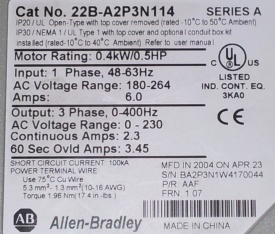 Cat No. 22B-A2P3N114 SERIES A
IP20 / UL Open-Type with top cover removed (rated -10°C to 50°C Ambient)
IP30 / NEMA 1 / UL Type 1 with top cover and optional conduit box kit
installed (rated -10°C to 40°C Ambient) Refer to user manual
Motor Rating: 0.4kW/0.5HP
Input: 1 Phase, 48-63Hz
AC Voltage Range: 180-264
Amps: 6.0
Output: 3 Phase, 0-400Hz
AC Voltage Range: 0 - 230
Continuous Amps: 2.3
60 Sec Ovld Amps: 3.45
C UL US
LISTED
IND. CONT. EQ.
3KA0
CE
SHORT CIRCUIT CURRENT 100kA
POWER TERMINAL WIRE
Use 75°C Cu Wire
5.3 mm² - 1.3 mm² (10-16 AWG)
Torque 1.96 Nm (17.4 in-lbs.)
MFD IN 2004 ON APR 23
S/N BA2P3N1W4170044
P/N: AAF
FRN 1.07
AB Allen-Bradley MADE IN CHINA